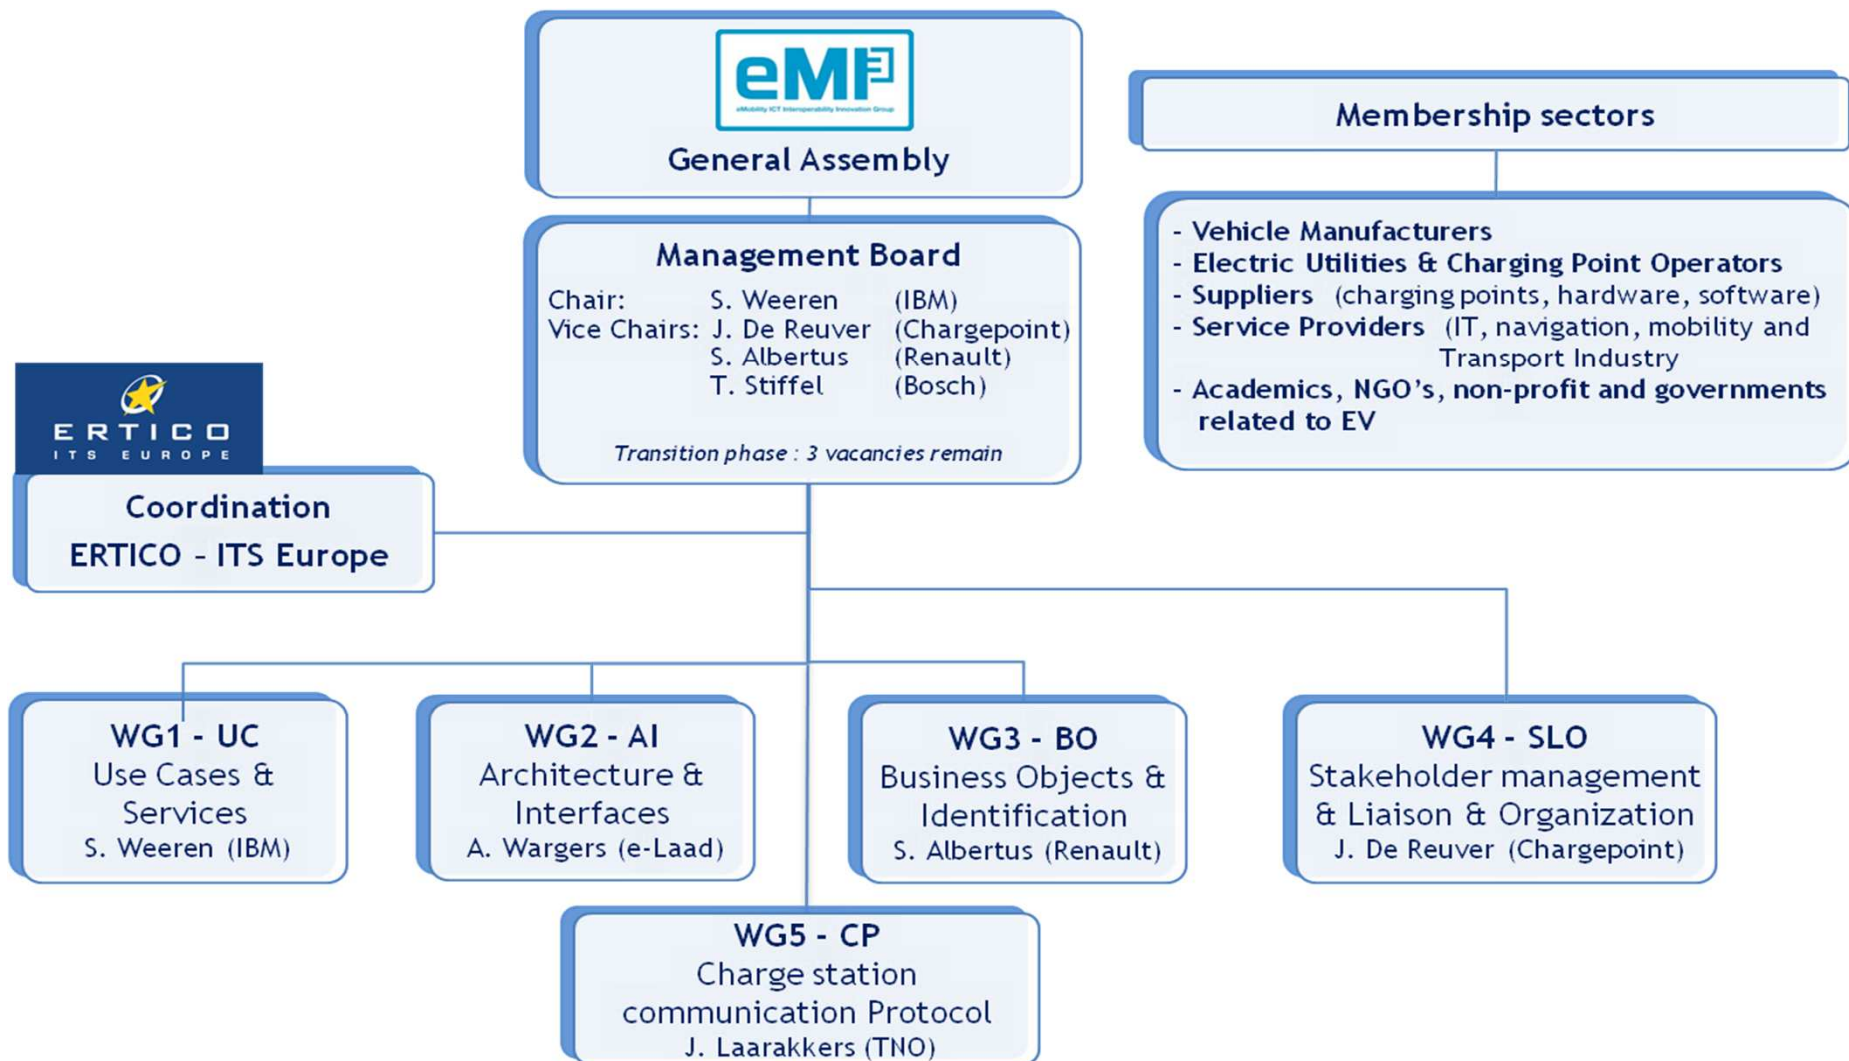 eMI3
eMobility ICT Interoperability Innovation Group
General Assembly
Membership sectors
Management Board
Chair: S. Weeren (IBM)
Vice Chairs: J. De Reuver (Chargepoint)
S. Albertus (Renault)
T. Stiffel (Bosch)
Transition phase : 3 vacancies remain
- Vehicle Manufacturers
- Electric Utilities & Charging Point Operators
- Suppliers (charging points, hardware, software)
- Service Providers (IT, navigation, mobility and
Transport Industry
- Academics, NGO's, non-profit and governments
related to EV
ERTICO
ITS EUROPE
Coordination
ERTICO - ITS Europe
WG1 - UC
Use Cases &
Services
S. Weeren (IBM)
WG2 - AI
Architecture &
Interfaces
A. Wargers (e-Laad)
WG3 - BO
Business Objects &
Identification
S. Albertus (Renault)
WG4 - SLO
Stakeholder management
& Liaison & Organization
J. De Reuver (Chargepoint)
WG5 - CP
Charge station
communication Protocol
J. Laarakkers (TNO)